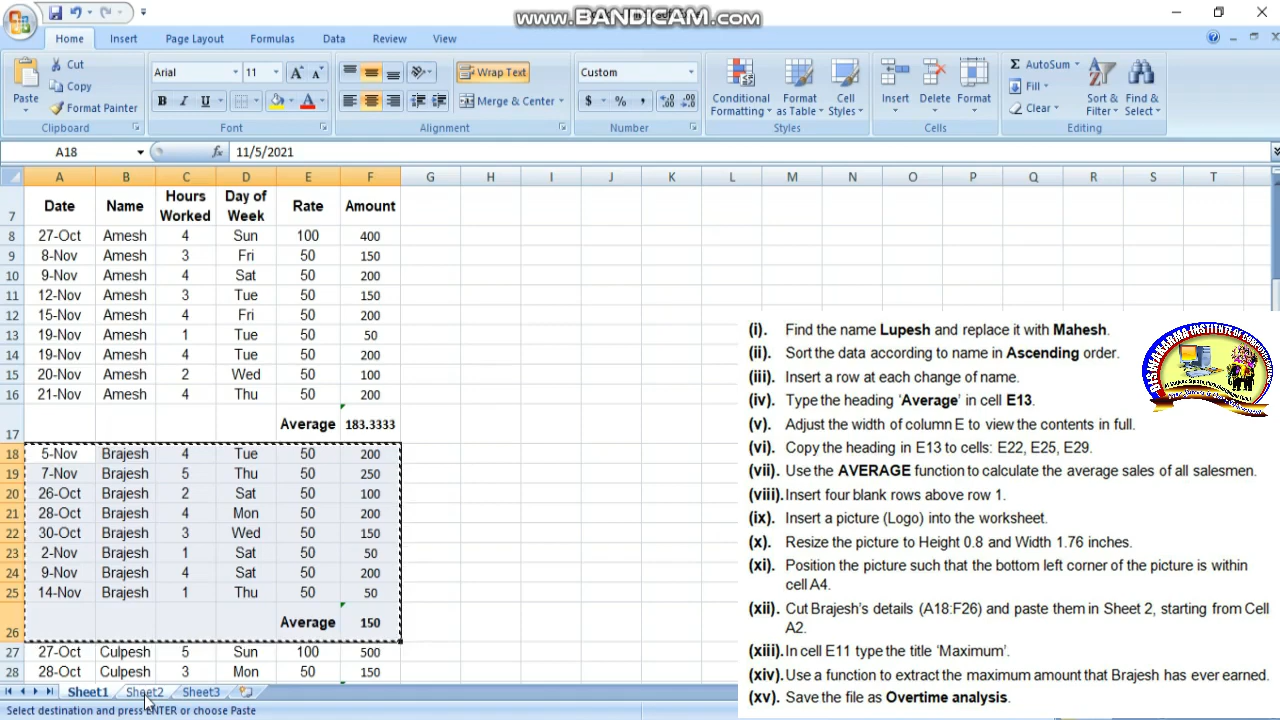 www.BANDICAM.com
Home Insert Page Layout Formulas Data Review View
Paste
Cut
Copy
Format Painter
Clipboard
Arial 11
B I U
Font
Wrap Text
Merge & Center
Alignment
Custom
$ % ,
Number
Conditional Formatting
Format as Table
Cell Styles
Styles
Insert Delete Format
Cells
Σ AutoSum
Fill
Clear
Sort & Filter
Find & Select
Editing
A18 fx 11/5/2021
A B C D E F G H I J K L M N O P Q R S T
7 Date Name Hours Worked Day of Week Rate Amount
8 27-Oct Amesh 4 Sun 100 400
9 8-Nov Amesh 3 Fri 50 150
10 9-Nov Amesh 4 Sat 50 200
11 12-Nov Amesh 3 Tue 50 150
12 15-Nov Amesh 4 Fri 50 200
13 19-Nov Amesh 1 Tue 50 50
14 19-Nov Amesh 4 Tue 50 200
15 20-Nov Amesh 2 Wed 50 100
16 21-Nov Amesh 4 Thu 50 200
17 Average 183.3333
18 5-Nov Brajesh 4 Tue 50 200
19 7-Nov Brajesh 5 Thu 50 250
20 26-Oct Brajesh 2 Sat 50 100
21 28-Oct Brajesh 4 Mon 50 200
22 30-Oct Brajesh 3 Wed 50 150
23 2-Nov Brajesh 1 Sat 50 50
24 9-Nov Brajesh 4 Sat 50 200
25 14-Nov Brajesh 1 Thu 50 50
26 Average 150
27 27-Oct Culpesh 5 Sun 100 500
28 28-Oct Culpesh 3 Mon 50 150
Sheet1 Sheet2 Sheet3
Select destination and press ENTER or choose Paste
(i). Find the name Lupesh and replace it with Mahesh.
(ii). Sort the data according to name in Ascending order.
(iii). Insert a row at each change of name.
(iv). Type the heading 'Average' in cell E13.
(v). Adjust the width of column E to view the contents in full.
(vi). Copy the heading in E13 to cells: E22, E25, E29.
(vii). Use the AVERAGE function to calculate the average sales of all salesmen.
(viii). Insert four blank rows above row 1.
(ix). Insert a picture (Logo) into the worksheet.
(x). Resize the picture to Height 0.8 and Width 1.76 inches.
(xi). Position the picture such that the bottom left corner of the picture is within
cell A4.
(xii). Cut Brajesh's details (A18:F26) and paste them in Sheet 2, starting from Cell
A2.
(xiii). In cell E11 type the title 'Maximum'.
(xiv). Use a function to extract the maximum amount that Brajesh has ever earned.
(xv). Save the file as Overtime analysis.